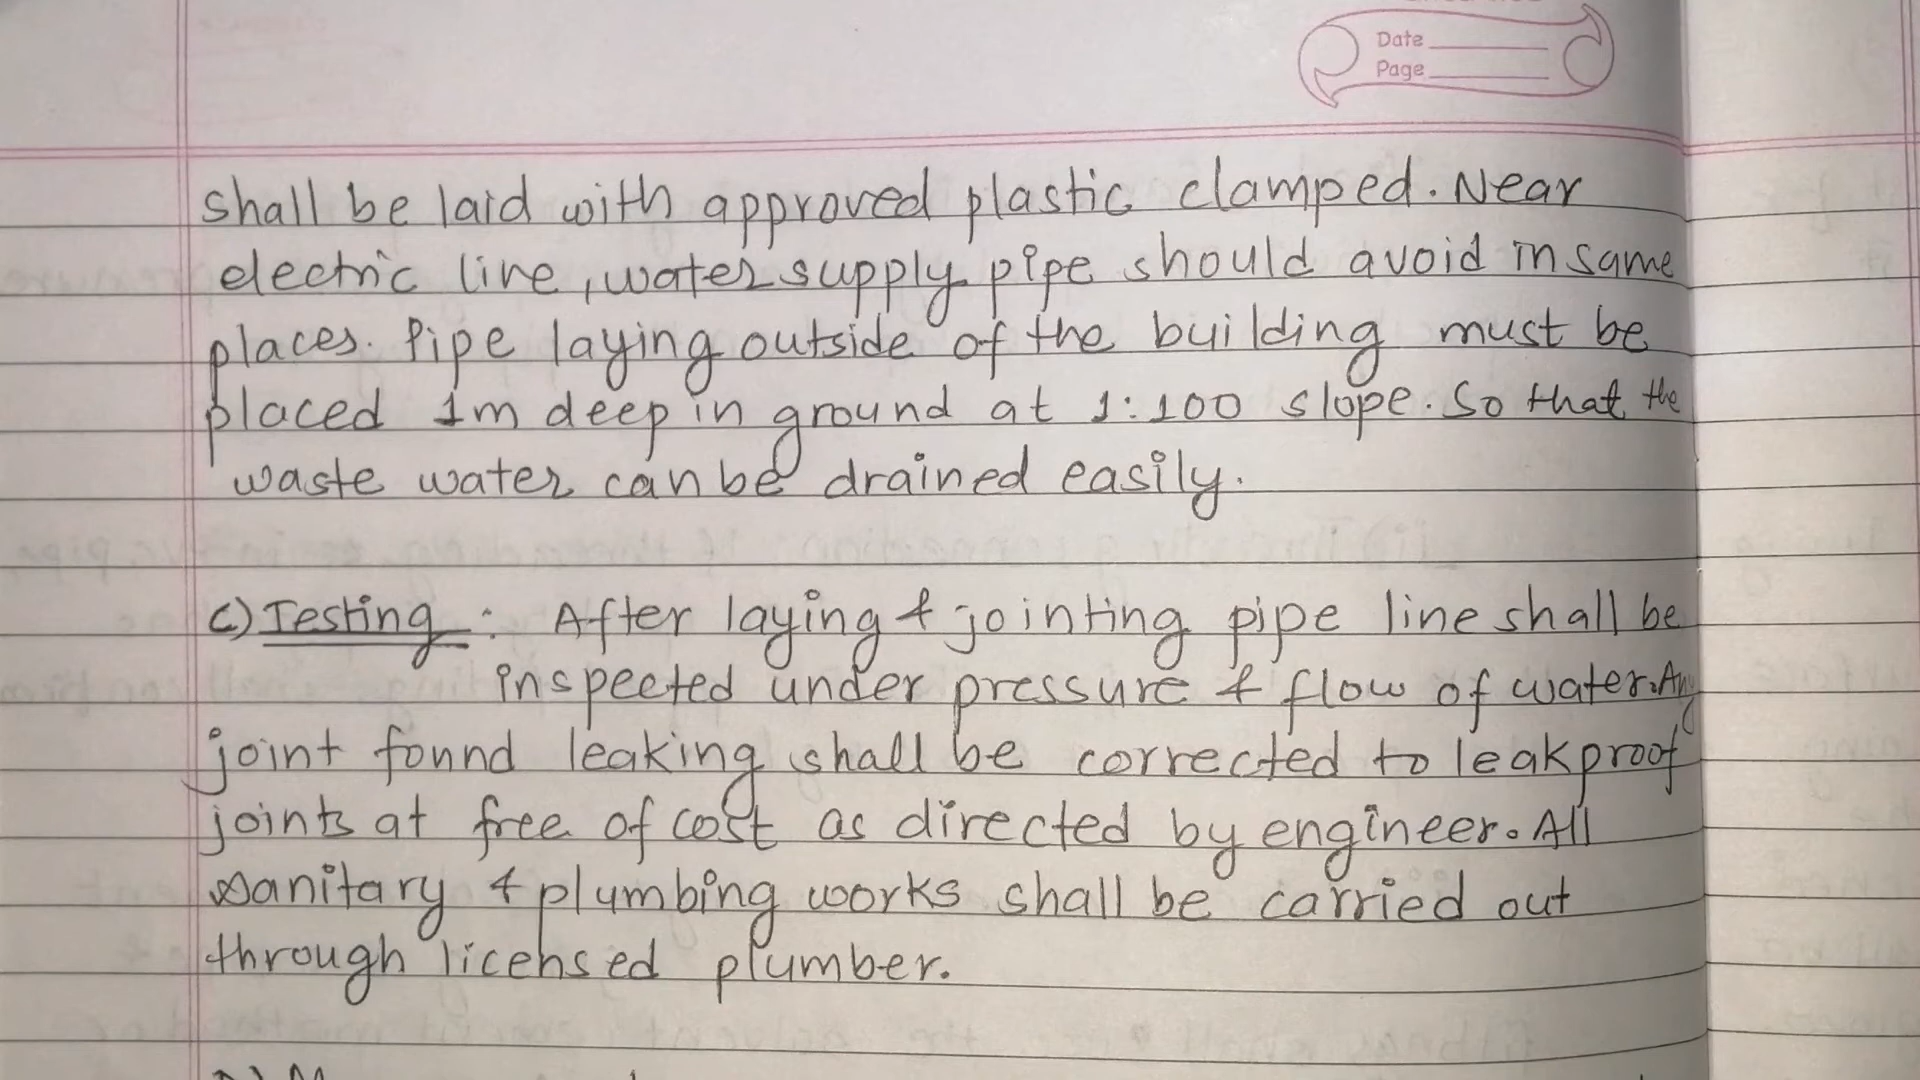 Date
Page
shall be laid with approved plastic clamped. Near
electric line, water supply pipe should avoid in same
places. Pipe laying outside of the building must be
placed 1m deep in ground at 1:100 slope. So that the
waste water can be drained easily.
c) Testing : After laying & jointing pipe line shall be
inspected under pressure & flow of water. Any
joint found leaking shall be corrected to leakproof
joints at free of cost as directed by engineer. All
sanitary & plumbing works shall be carried out
through licensed plumber.